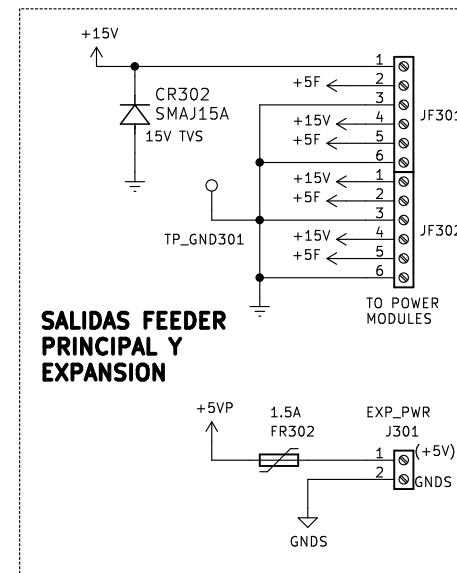 +15V
1
+5F
2
CR302
3
SMAJ15A
+15V
4
JF301
15V TVS
+5F
5
6
+15V
1
+5F
2
3
TP_GND301
+15V
4
JF302
+5F
5
6
TO POWER
MODULES
SALIDAS FEEDER
PRINCIPAL Y
EXPANSION
+5VP
1.5A
FR302
EXP_PWR
J301
1
(+5V)
2
GNDS
GNDS